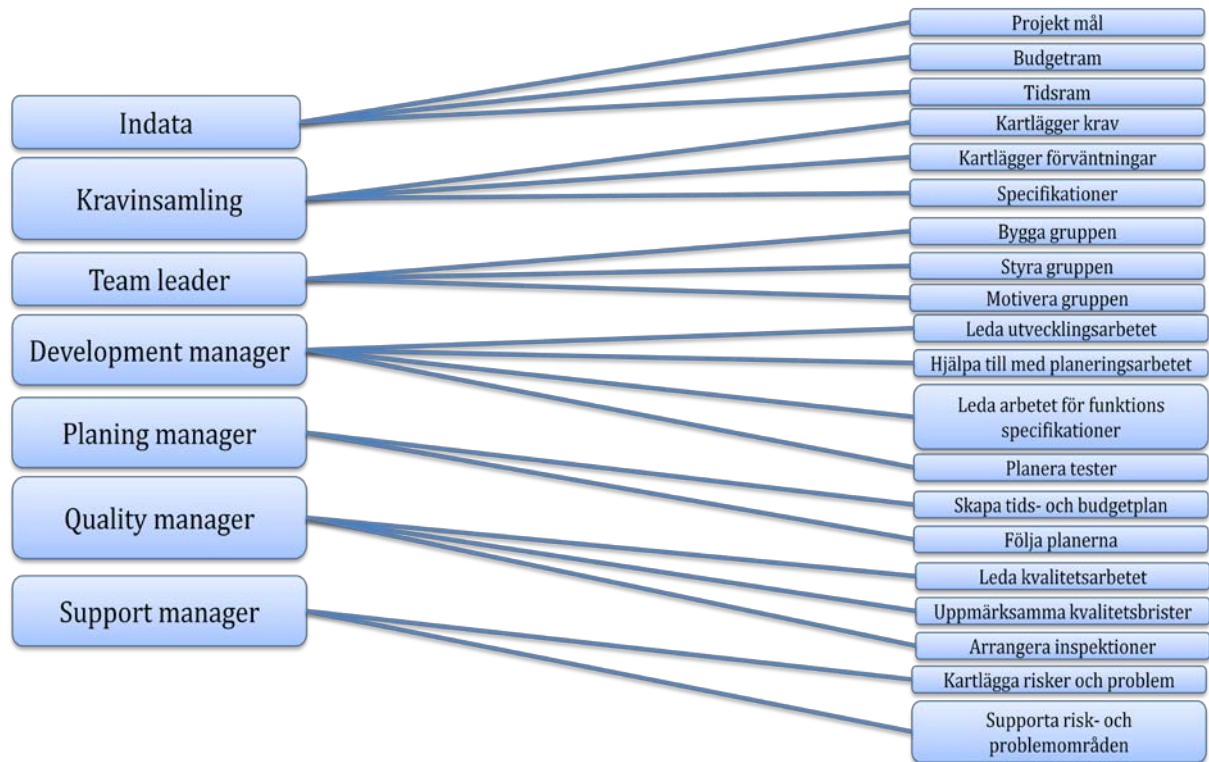 Indata
Kravinsamling
Team leader
Development manager
Planing manager
Quality manager
Support manager
Projekt mål
Budgetram
Tidsram
Kartlägger krav
Kartlägger förväntningar
Specifikationer
Bygga gruppen
Styra gruppen
Motivera gruppen
Leda utvecklingsarbetet
Hjälpa till med planeringsarbetet
Leda arbetet för funktions
specifikationer
Planera tester
Skapa tids- och budgetplan
Följa planerna
Leda kvalitetsarbetet
Uppmärksamma kvalitetsbrister
Arrangera inspektioner
Kartlägga risker och problem
Supporta risk- och
problemområden